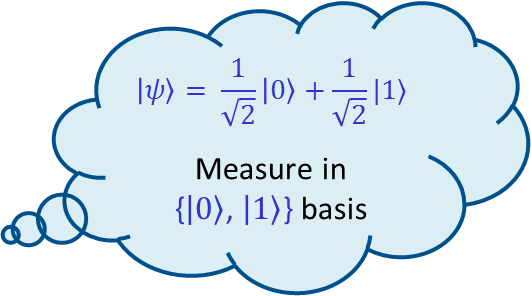 |ψ⟩ = 1/√2 |0⟩ + 1/√2 |1⟩
Measure in
{|0⟩, |1⟩} basis